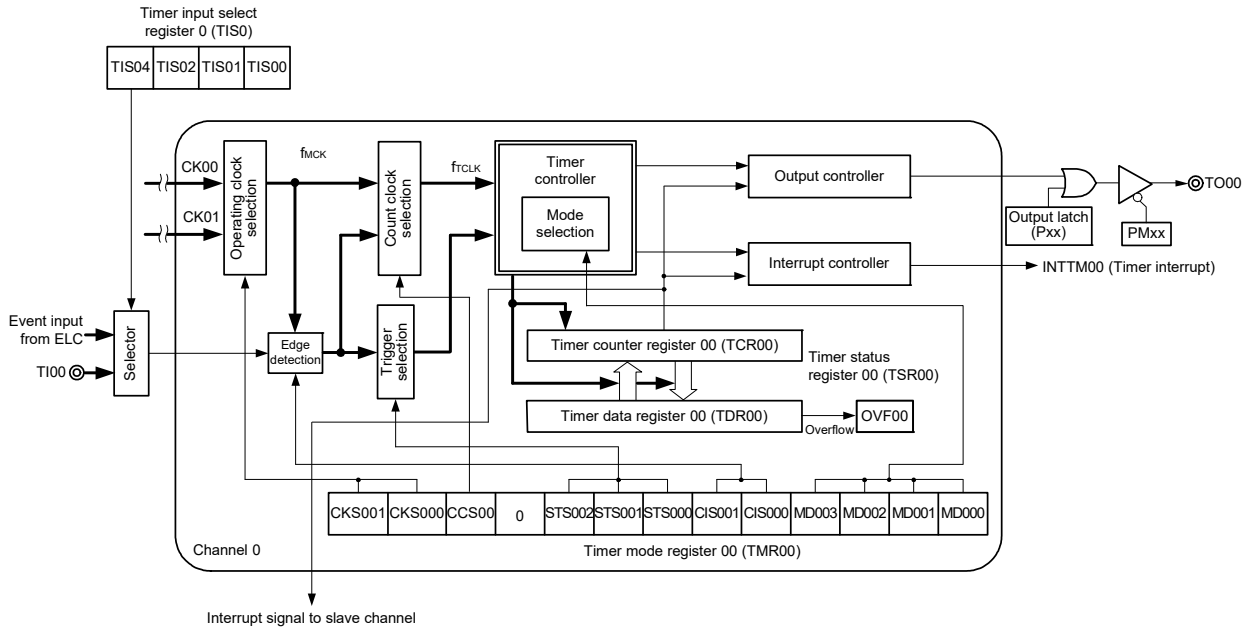 Timer input select
register 0 (TIS0)
TIS04 TIS02 TIS01 TIS00
CK00
CK01
Operating clock
selection
fMCK
Count clock
selection
fTCLK
Timer
controller
Mode
selection
Output controller
Interrupt controller
Output latch
(Pxx)
PMxx
TO00
INTTM00 (Timer interrupt)
Event input
from ELC
TI00
Selector
Edge
detection
Trigger
selection
Timer counter register 00 (TCR00)
Timer status
register 00 (TSR00)
Timer data register 00 (TDR00)
Overflow
OVF00
CKS001 CKS000 CCS00 0 STS002 STS001 STS000 CIS001 CIS000 MD003 MD002 MD001 MD000
Channel 0
Timer mode register 00 (TMR00)
Interrupt signal to slave channel